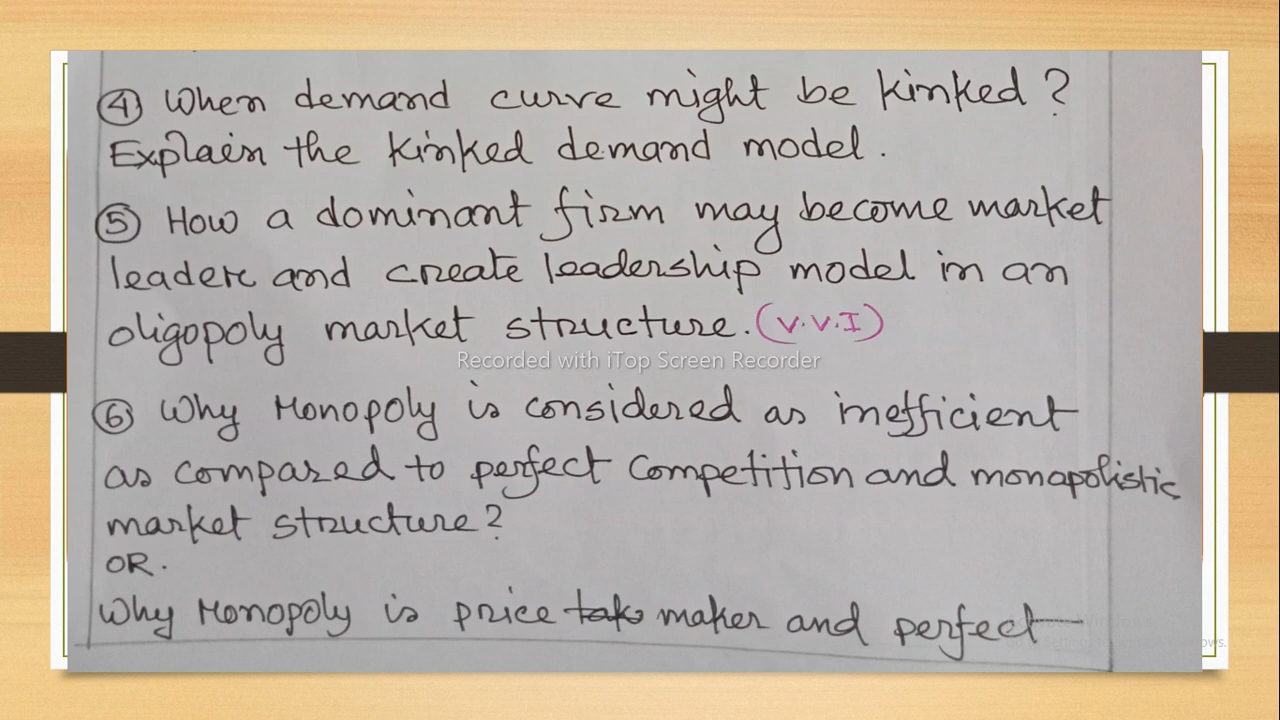 ④ When demand curve might be kinked?
Explain the kinked demand model.
⑤ How a dominant firm may become market
leader and create leadership model in an
oligopoly market structure. (V.V.I)
Recorded with iTop Screen Recorder
⑥ Why Monopoly is considered as inefficient
as compared to perfect Competition and monapolistic
market structure?
OR.
Why Monopoly is price take maker and perfect